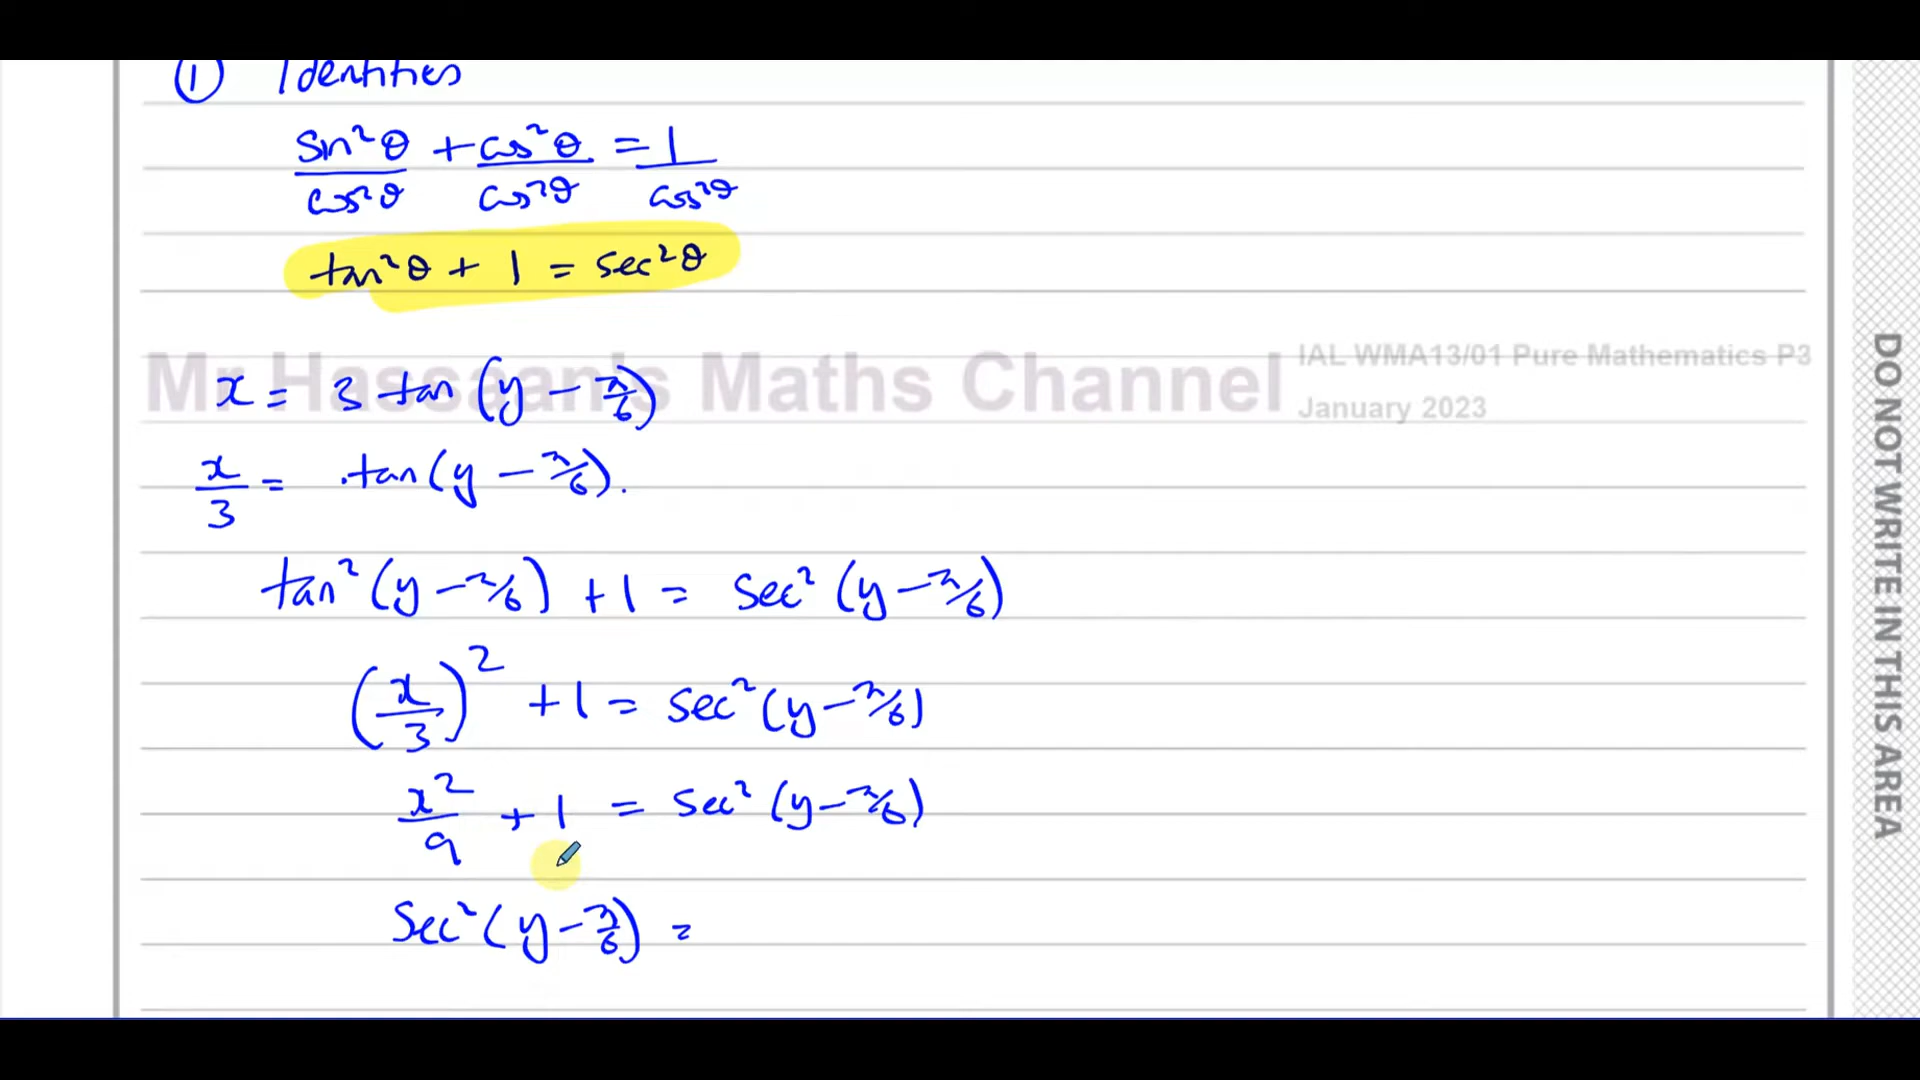 ① Identities
sin²θ/cos²θ + cos²θ/cos²θ = 1/cos²θ
tan²θ + 1 = sec²θ
Mr Hassaan's Maths Channel
IAL WMA13/01 Pure Mathematics P3
January 2023
x = 3 tan (y − π/6)
x/3 = tan (y − π/6).
tan² (y − π/6) + 1 = sec² (y − π/6)
(x/3)² + 1 = sec² (y − π/6)
x²/9 + 1 = sec² (y − π/6)
sec² (y − π/6) =
DO NOT WRITE IN THIS AREA